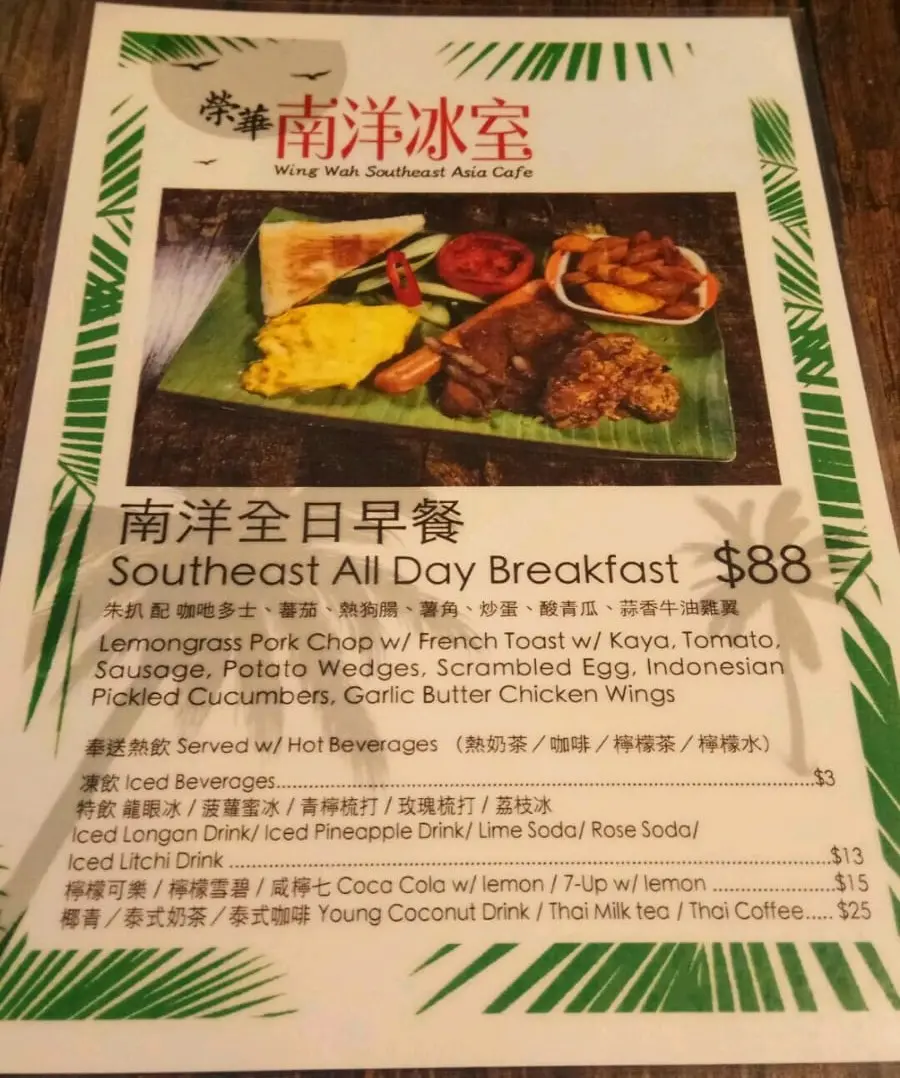 榮華南洋冰室
Wing Wah Southeast Asia Cafe
南洋全日早餐
Southeast All Day Breakfast $88
朱扒 配 咖吔多士、蕃茄、熱狗腸、薯角、炒蛋、酸青瓜、蒜香牛油雞翼
Lemongrass Pork Chop w/ French Toast w/ Kaya, Tomato,
Sausage, Potato Wedges, Scrambled Egg, Indonesian
Pickled Cucumbers, Garlic Butter Chicken Wings
奉送熱飲 Served w/ Hot Beverages （熱奶茶／咖啡／檸檬茶／檸檬水）
凍飲 Iced Beverages......................................................................................$3
特飲 龍眼冰 / 菠蘿蜜冰 / 青檸梳打 / 玫瑰梳打 / 荔枝冰
Iced Longan Drink/ Iced Pineapple Drink/ Lime Soda/ Rose Soda/
Iced Litchi Drink ...............................................................................................$13
檸檬可樂 / 檸檬雪碧 / 咸檸七 Coca Cola w/ lemon / 7-Up w/ lemon ...................$15
椰青／泰式奶茶／泰式咖啡 Young Coconut Drink / Thai Milk tea / Thai Coffee..... $25